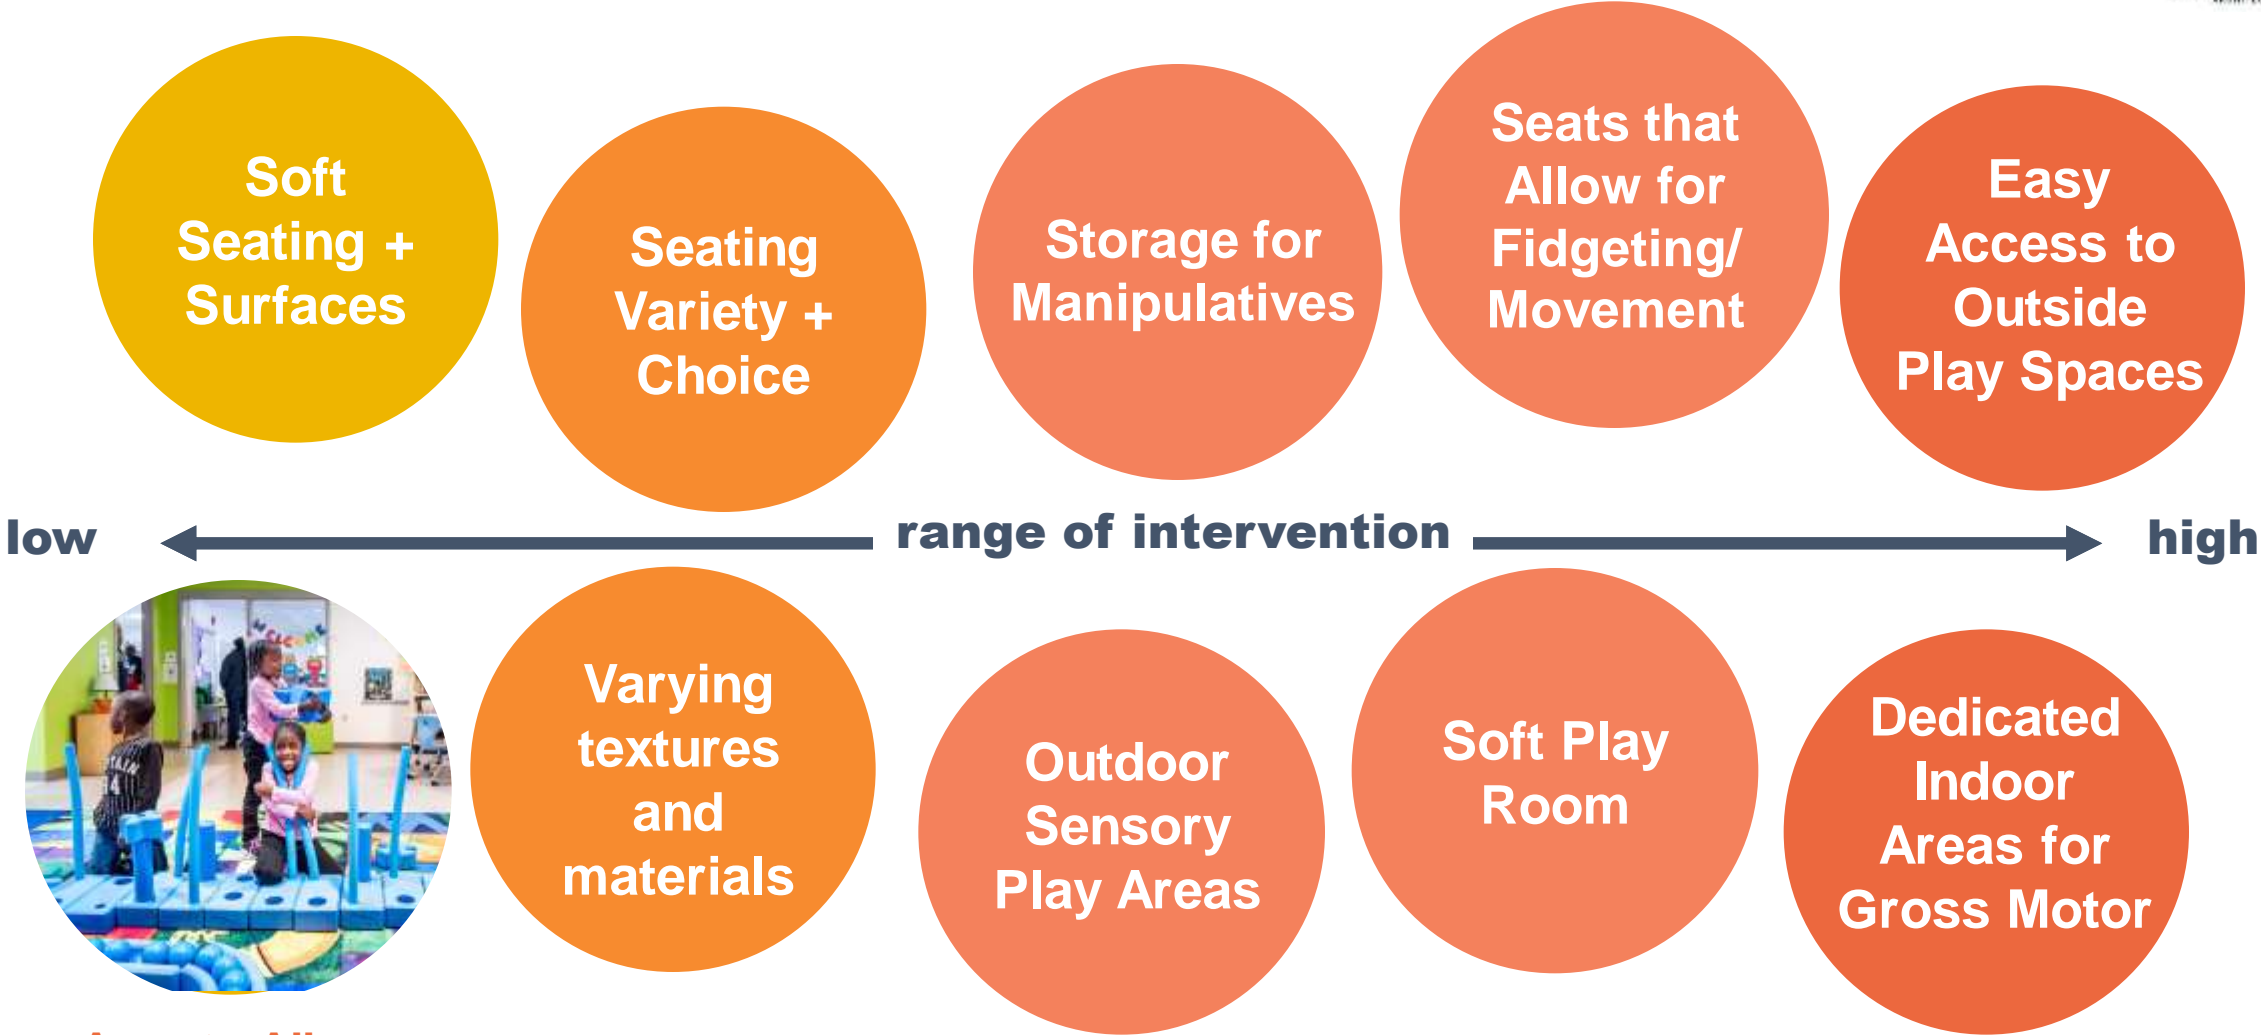 Soft
Seating +
Surfaces
Seating
Variety +
Choice
Storage for
Manipulatives
Seats that
Allow for
Fidgeting/
Movement
Easy
Access to
Outside
Play Spaces
low
range of intervention
high
Varying
textures
and
materials
Outdoor
Sensory
Play Areas
Soft Play
Room
Dedicated
Indoor
Areas for
Gross Motor